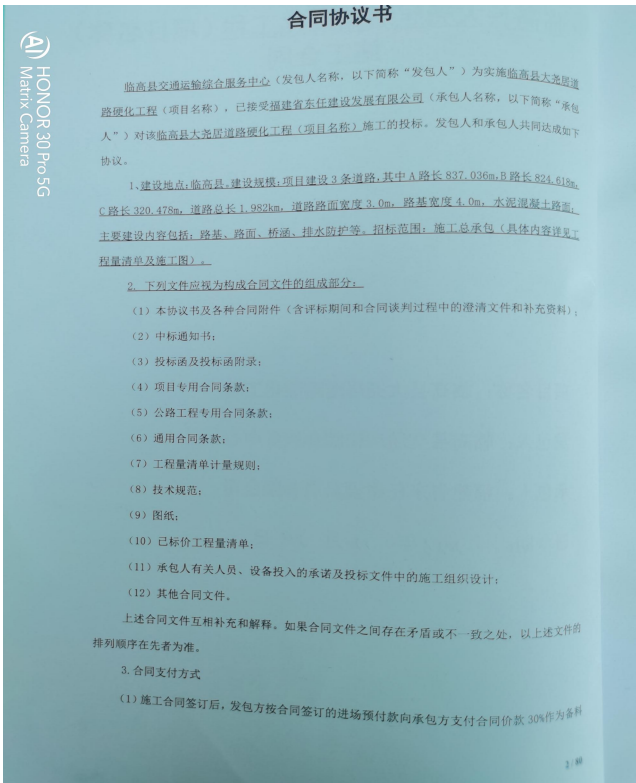 合同协议书
HONOR 30 Pro 5G
Matrix Camera
临高县交通运输综合服务中心（发包人名称，以下简称“发包人”）为实施临高县大尧居道
路硬化工程（项目名称），已接受福建省东任建设发展有限公司（承包人名称，以下简称“承包
人”）对该临高县大尧居道路硬化工程（项目名称）施工的投标。发包人和承包人共同达成如下
协议。
1、建设地点：临高县。建设规模：项目建设 3 条道路，其中 A 路长 837.036m，B 路长 824.618m，
C 路长 320.478m，道路总长 1.982km，道路路面宽度 3.0m，路基宽度 4.0m，水泥混凝土路面，
主要建设内容包括：路基、路面、桥涵、排水防护等。招标范围：施工总承包（具体内容详见工
程量清单及施工图）。
2. 下列文件应视为构成合同文件的组成部分：
（1）本协议书及各种合同附件（含评标期间和合同谈判过程中的澄清文件和补充资料）；
（2）中标通知书；
（3）投标函及投标函附录；
（4）项目专用合同条款；
（5）公路工程专用合同条款；
（6）通用合同条款；
（7）工程量清单计量规则；
（8）技术规范；
（9）图纸；
（10）已标价工程量清单；
（11）承包人有关人员、设备投入的承诺及投标文件中的施工组织设计；
（12）其他合同文件。
上述合同文件互相补充和解释。如果合同文件之间存在矛盾或不一致之处，以上述文件的
排列顺序在先者为准。
3. 合同支付方式
（1）施工合同签订后，发包方按合同签订的进场预付款向承包方支付合同价款 30%作为备料
1/80